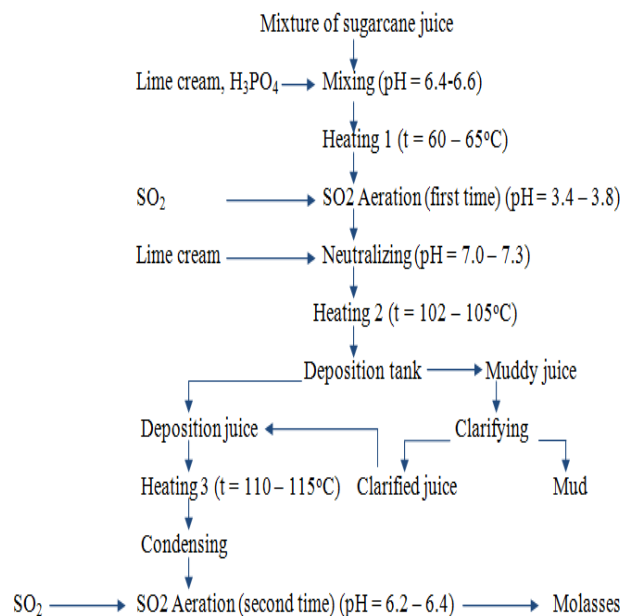 Mixture of sugarcane juice
Lime cream, H₃PO₄ Mixing (pH = 6.4-6.6)
Heating 1 (t = 60 – 65ºC)
SO₂ SO2 Aeration (first time) (pH = 3.4 – 3.8)
Lime cream Neutralizing (pH = 7.0 – 7.3)
Heating 2 (t = 102 – 105ºC)
Deposition tank Muddy juice
Deposition juice Clarifying
Heating 3 (t = 110 – 115ºC) Clarified juice Mud
Condensing
SO₂ SO2 Aeration (second time) (pH = 6.2 – 6.4) Molasses